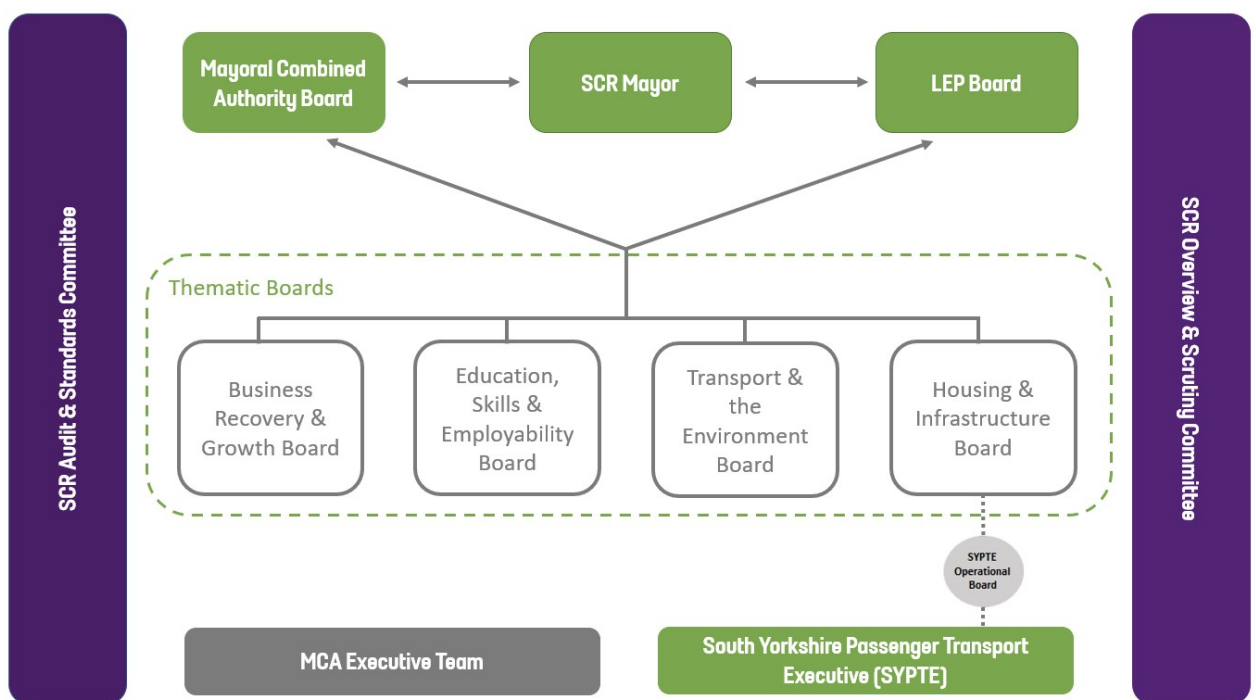 SCR Audit & Standards Committee
Mayoral Combined
Authority Board
SCR Mayor
LEP Board
Thematic Boards
Business
Recovery &
Growth Board
Education,
Skills &
Employability
Board
Transport &
the
Environment
Board
Housing &
Infrastructure
Board
SYPTE
Operational
Board
MCA Executive Team
South Yorkshire Passenger Transport
Executive (SYPTE)
SCR Overview & Scrutiny Committee